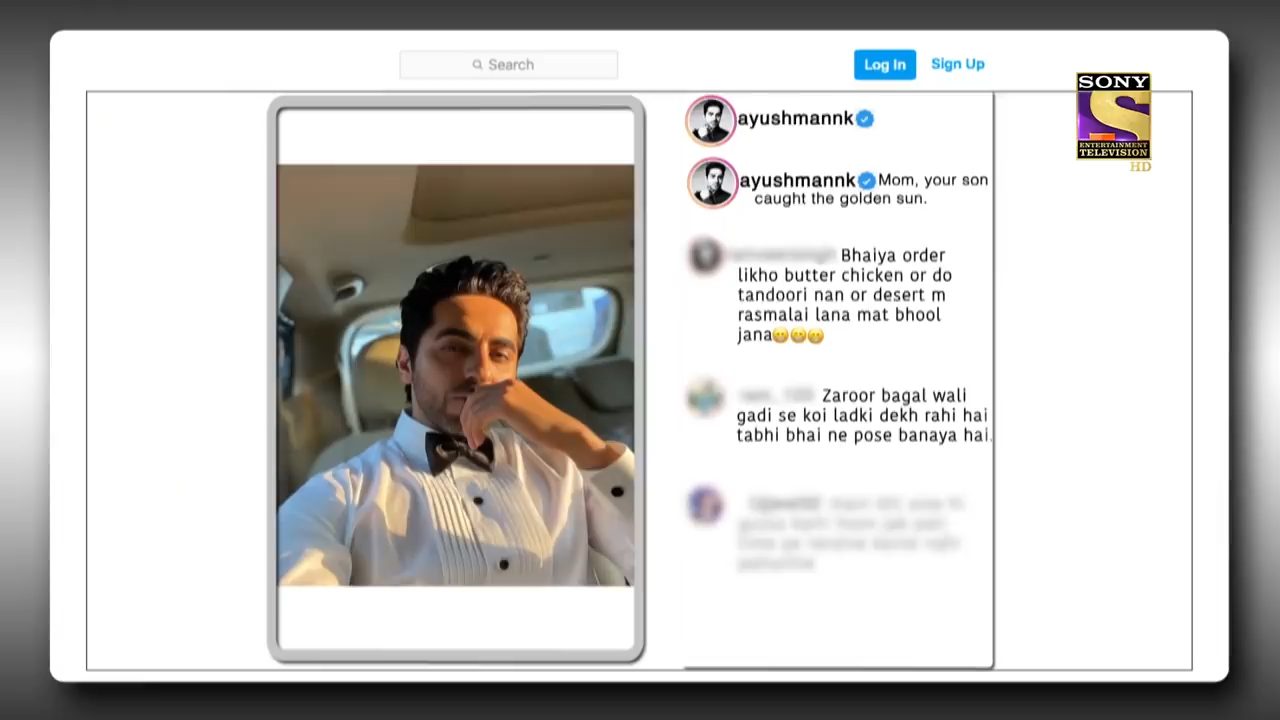 Search
Log In
Sign Up
SONY
ENTERTAINMENT
TELEVISION
HD
ayushmannk
ayushmannk Mom, your son
caught the golden sun.
Bhaiya order
likho butter chicken or do
tandoori nan or desert m
rasmalai lana mat bhool
jana😁😁😁
Zaroor bagal wali
gadi se koi ladki dekh rahi hai
tabhi bhai ne pose banaya hai.